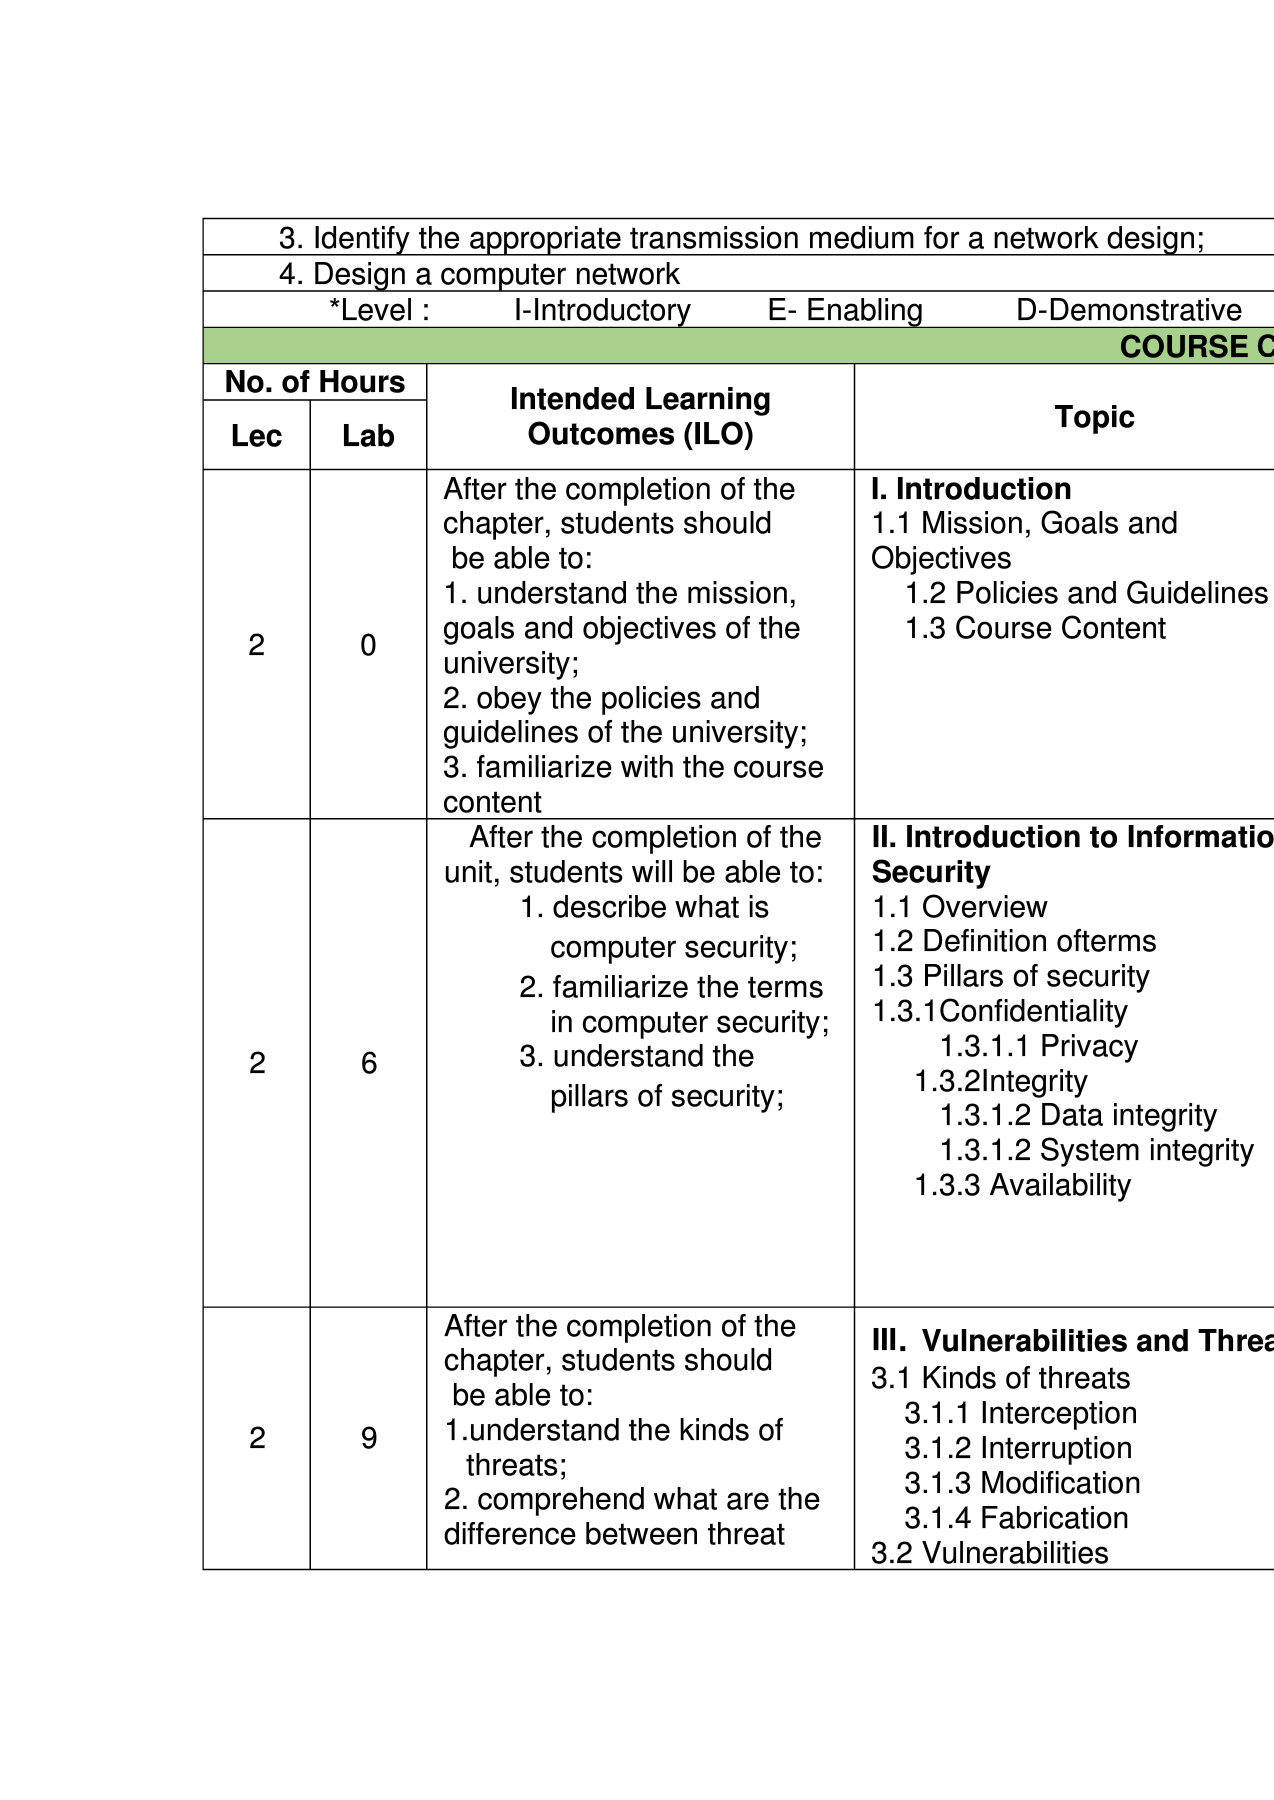 3. Identify the appropriate transmission medium for a network design;
4. Design a computer network
*Level : I-Introductory E- Enabling D-Demonstrative
COURSE C
No. of Hours
Lec
Lab
Intended Learning
Outcomes (ILO)
Topic
2
0
After the completion of the
chapter, students should
be able to:
1. understand the mission,
goals and objectives of the
university;
2. obey the policies and
guidelines of the university;
3. familiarize with the course
content
I. Introduction
1.1 Mission, Goals and
Objectives
1.2 Policies and Guidelines
1.3 Course Content
2
6
After the completion of the
unit, students will be able to:
1. describe what is
computer security;
2. familiarize the terms
in computer security;
3. understand the
pillars of security;
II. Introduction to Informatio
Security
1.1 Overview
1.2 Definition ofterms
1.3 Pillars of security
1.3.1Confidentiality
1.3.1.1 Privacy
1.3.2Integrity
1.3.1.2 Data integrity
1.3.1.2 System integrity
1.3.3 Availability
2
9
After the completion of the
chapter, students should
be able to:
1.understand the kinds of
threats;
2. comprehend what are the
difference between threat
III. Vulnerabilities and Threa
3.1 Kinds of threats
3.1.1 Interception
3.1.2 Interruption
3.1.3 Modification
3.1.4 Fabrication
3.2 Vulnerabilities